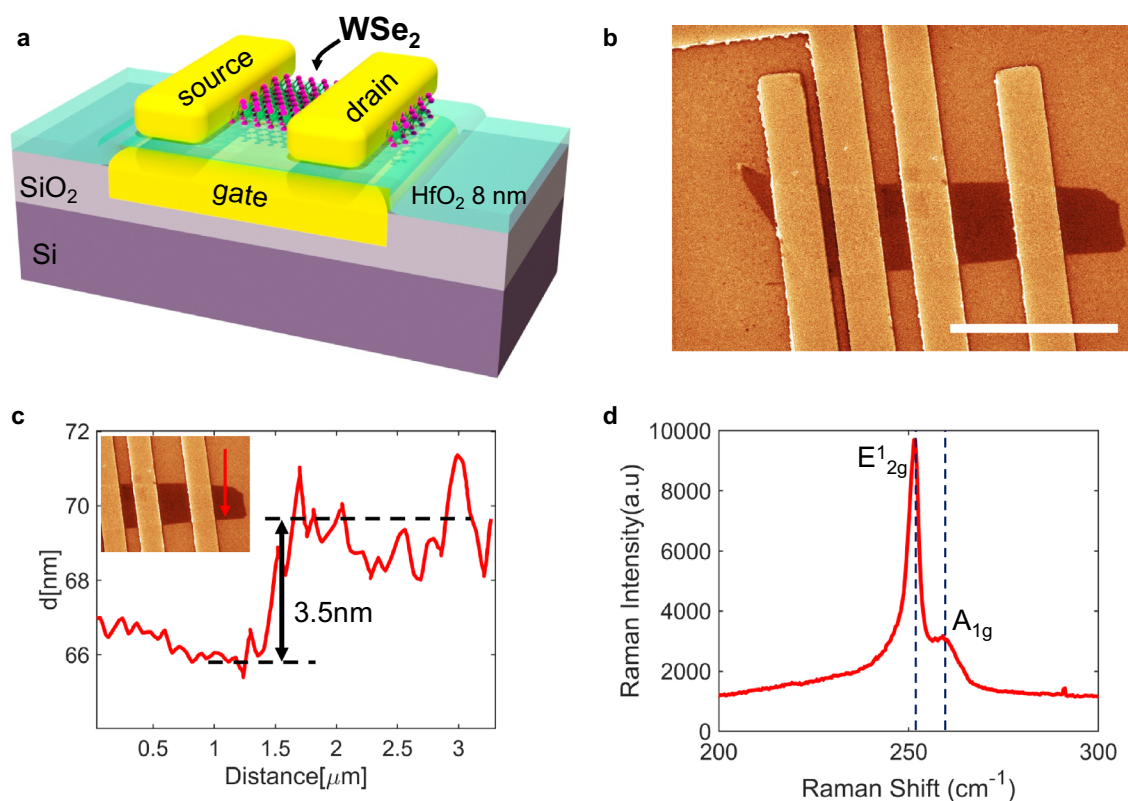 a
WSe₂
source
drain
SiO₂
gate
HfO₂ 8 nm
Si
b
c
72
70
68
66
d[nm]
3.5nm
0.5
1
1.5
2
2.5
3
Distance[μm]
d
10000
8000
6000
4000
2000
0
Raman Intensity(a.u)
E¹₂g
A₁g
200
250
300
Raman Shift (cm⁻¹)